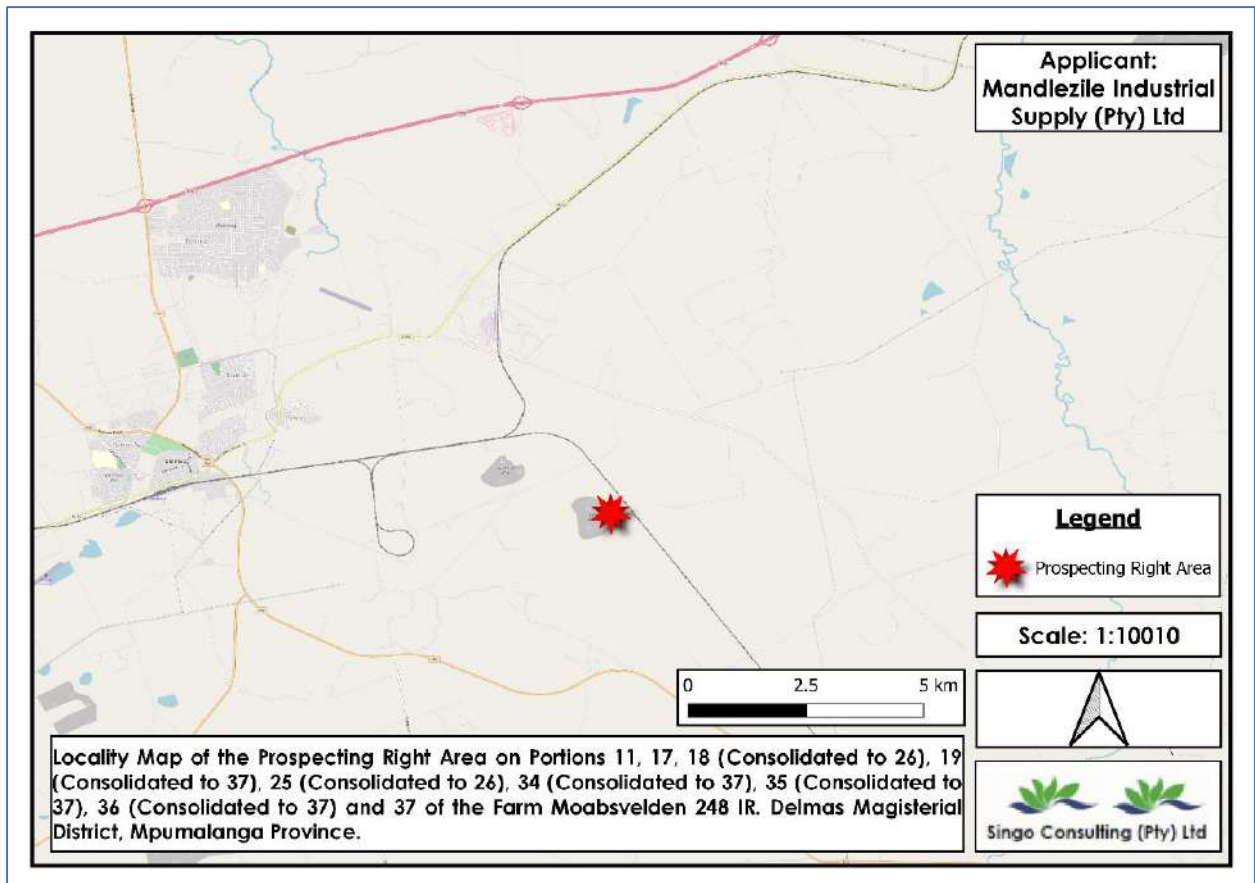 Applicant:
Mandlezile Industrial
Supply (Pty) Ltd
Legend
Prospecting Right Area
Scale: 1:10010
0 2.5 5 km
Locality Map of the Prospecting Right Area on Portions 11, 17, 18 (Consolidated to 26), 19
(Consolidated to 37), 25 (Consolidated to 26), 34 (Consolidated to 37), 35 (Consolidated to
37), 36 (Consolidated to 37) and 37 of the Farm Moabsvelden 248 IR. Delmas Magisterial
District, Mpumalanga Province.
Singo Consulting (Pty) Ltd